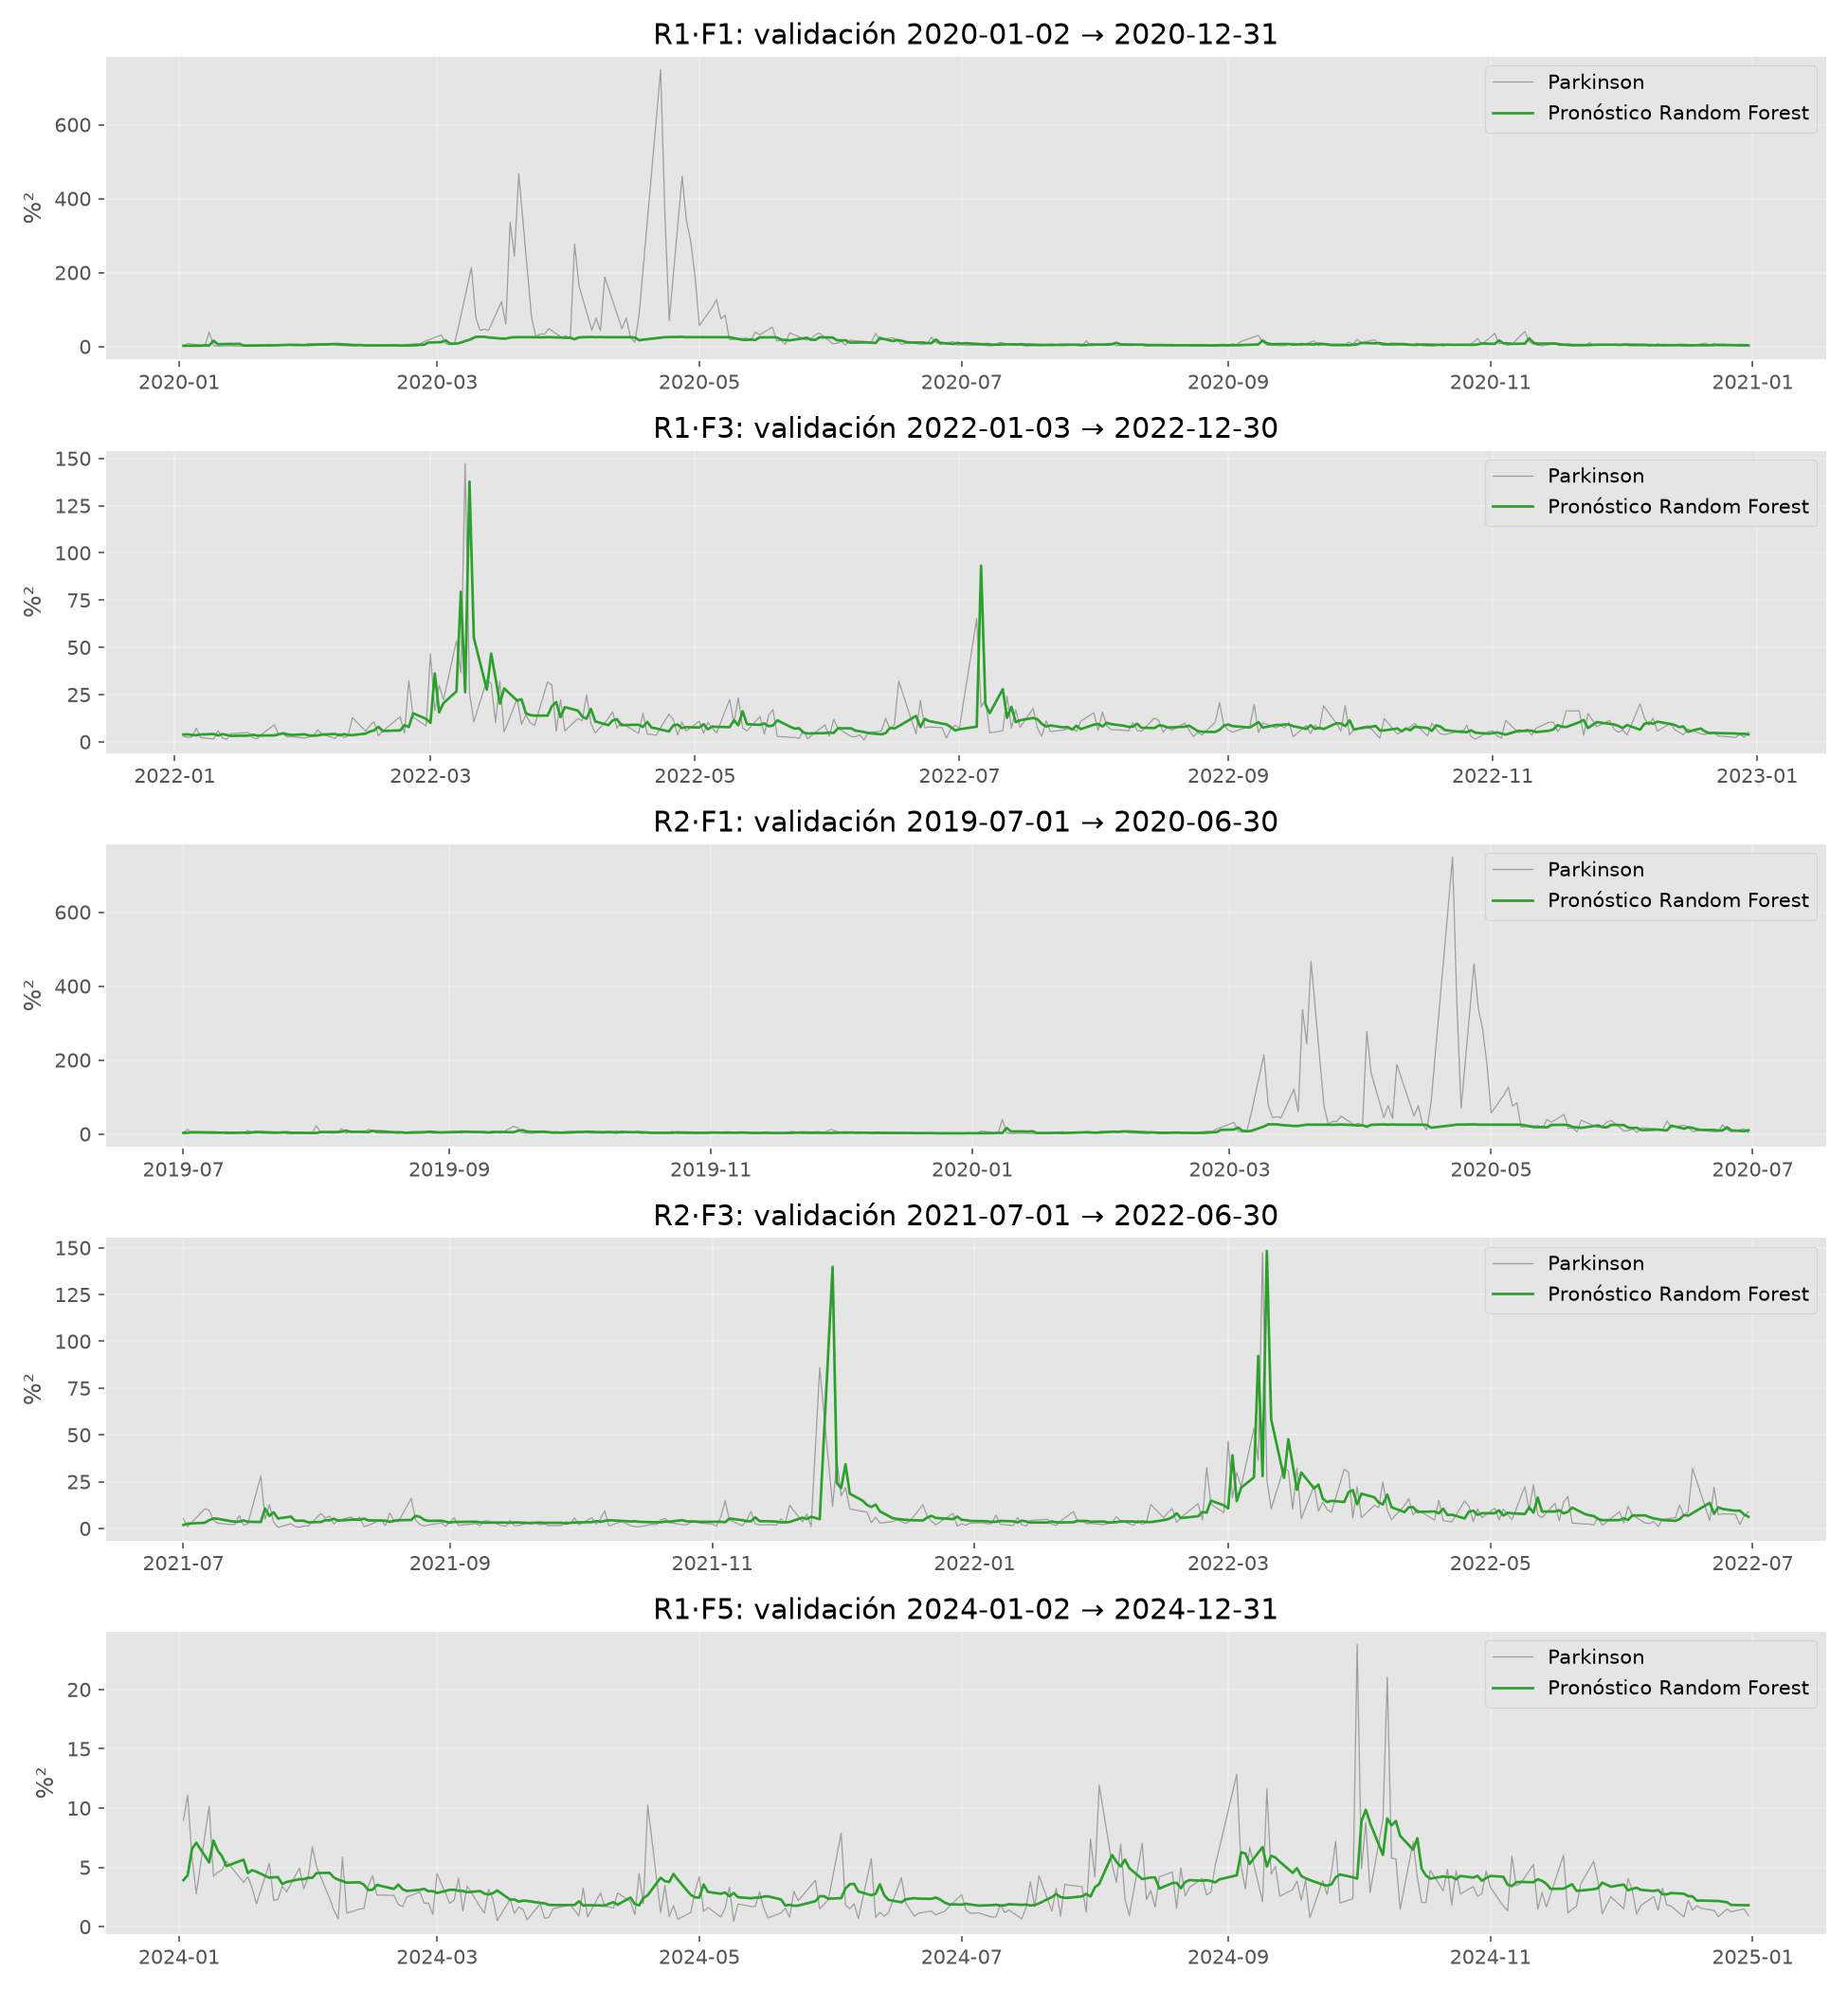 R1·F1: validación 2020-01-02 → 2020-12-31
Parkinson
Pronóstico Random Forest
%²
600
400
200
0
2020-01 2020-03 2020-05 2020-07 2020-09 2020-11 2021-01
R1·F3: validación 2022-01-03 → 2022-12-30
Parkinson
Pronóstico Random Forest
%²
150
125
100
75
50
25
0
2022-01 2022-03 2022-05 2022-07 2022-09 2022-11 2023-01
R2·F1: validación 2019-07-01 → 2020-06-30
Parkinson
Pronóstico Random Forest
%²
600
400
200
0
2019-07 2019-09 2019-11 2020-01 2020-03 2020-05 2020-07
R2·F3: validación 2021-07-01 → 2022-06-30
Parkinson
Pronóstico Random Forest
%²
150
125
100
75
50
25
0
2021-07 2021-09 2021-11 2022-01 2022-03 2022-05 2022-07
R1·F5: validación 2024-01-02 → 2024-12-31
Parkinson
Pronóstico Random Forest
%²
20
15
10
5
0
2024-01 2024-03 2024-05 2024-07 2024-09 2024-11 2025-01